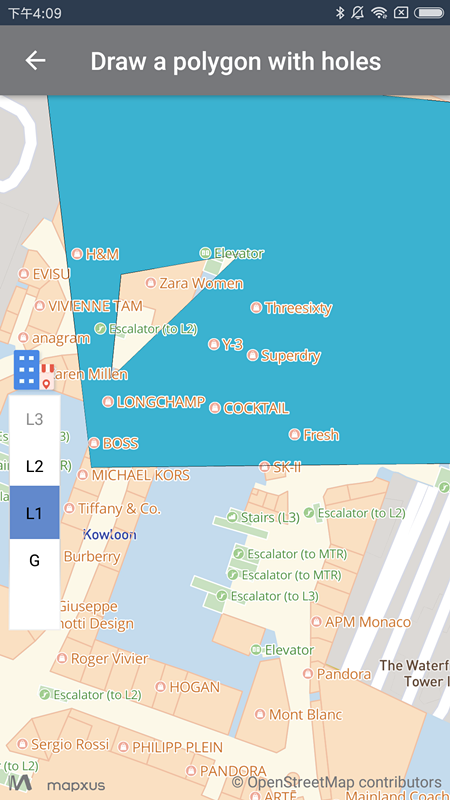 下午4:09
Draw a polygon with holes
H&M
Elevator
EVISU
Zara Women
VIVIENNE TAM
Threesixty
Escalator (to L2)
anagram
Y-3
Superdry
aren Millen
LONGCHAMP
COCKTAIL
L3
Fresh
BOSS
L2
SK-II
MICHAEL KORS
L1
Tiffany & Co.
Stairs (L3)
Escalator (to L2)
Kowloon
G
Burberry
Escalator (to MTR)
Escalator (to MTR)
Escalator (to L3)
Giuseppe
notti Design
APM Monaco
Elevator
Roger Vivier
The Waterf
Tower I
Pandora
HOGAN
Escalator (to L2)
Mont Blanc
Sergio Rossi
PHILIPP PLEIN
(to L2)
PANDORA
mapxus
© OpenStreetMap contributors
ARTE
Mainland Coach